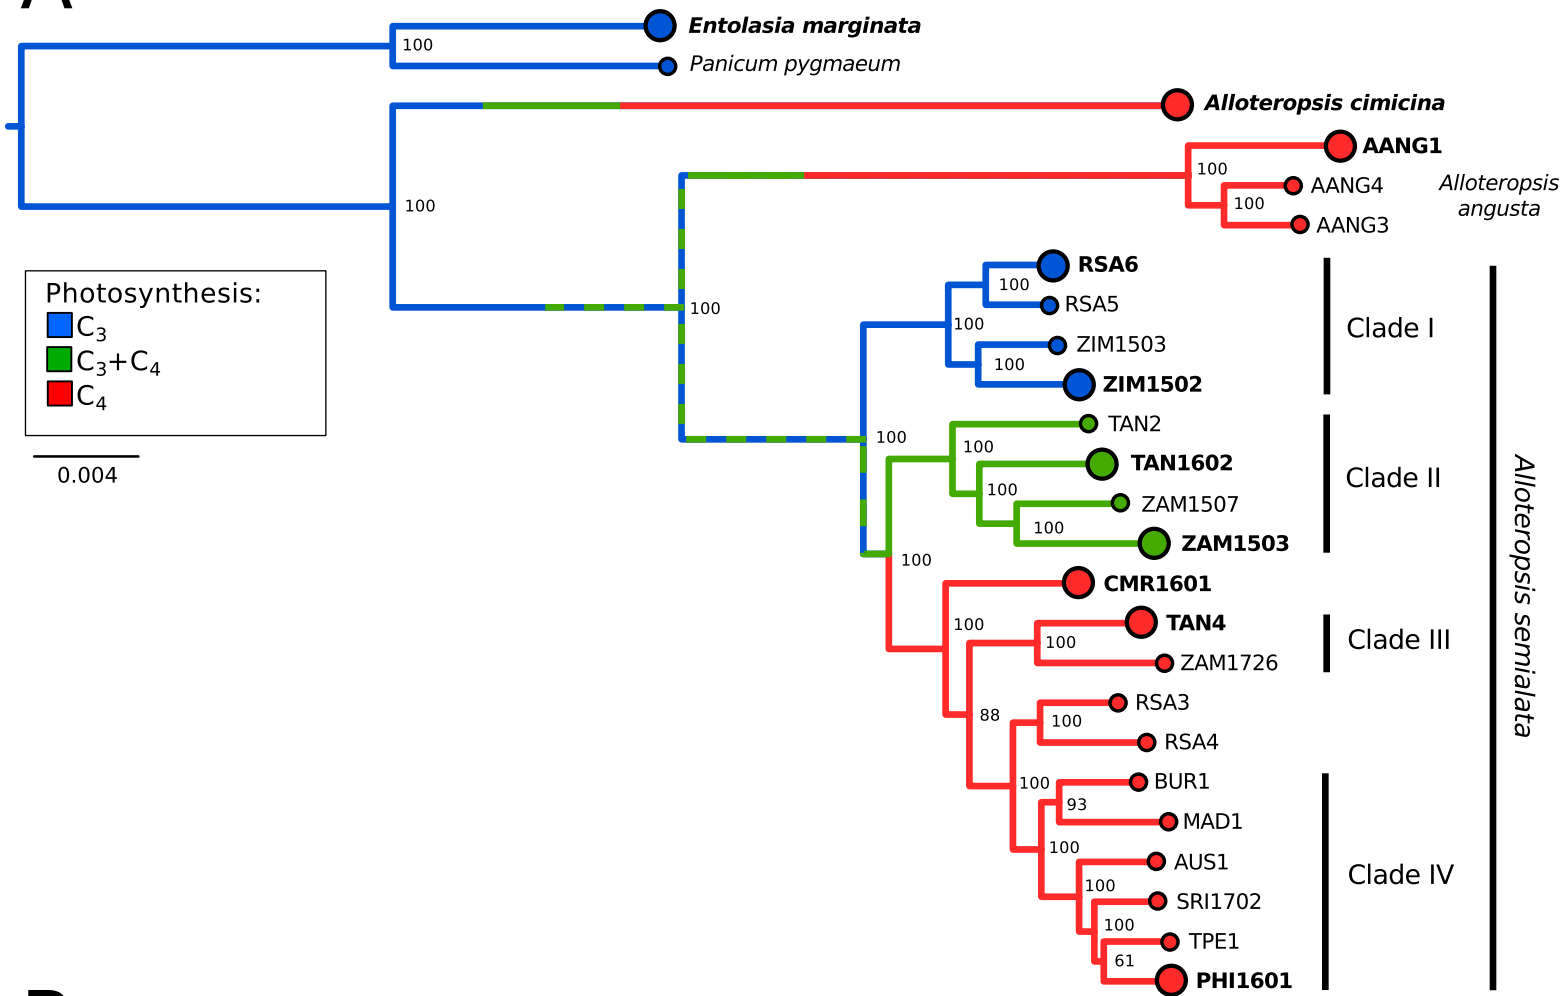 A
Entolasia marginata
100
Panicum pygmaeum
Alloteropsis cimicina
AANG1
100
AANG4
Alloteropsis
angusta
100
100
AANG3
RSA6
100
RSA5
Photosynthesis:
C3
C3+C4
C4
0.004
100
100
ZIM1503
100
ZIM1502
Clade I
TAN2
100
100
TAN1602
100
ZAM1507
100
ZAM1503
Clade II
100
CMR1601
100
TAN4
100
ZAM1726
Clade III
RSA3
88
100
RSA4
100
BUR1
93
MAD1
100
AUS1
100
SRI1702
100
TPE1
61
PHI1601
Clade IV
Alloteropsis semialata